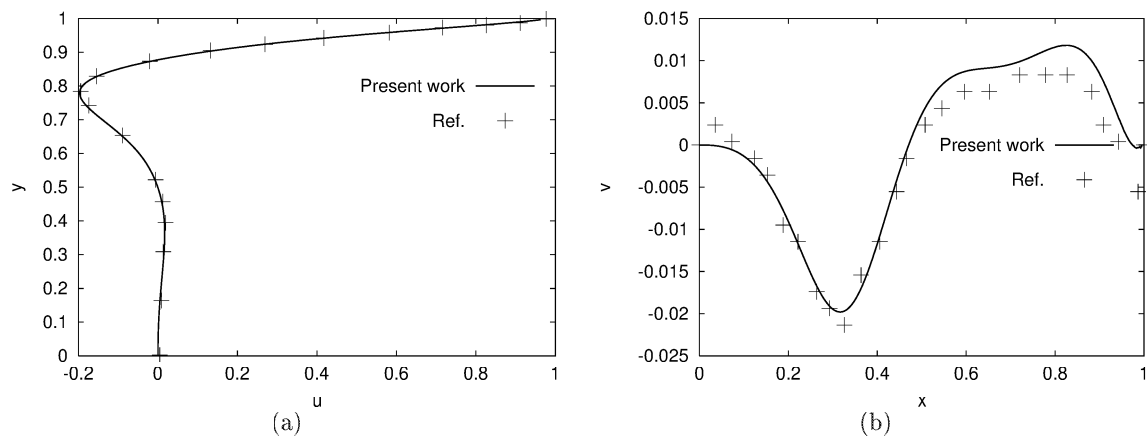 1
0.9
0.8
0.7
0.6
0.5
0.4
0.3
0.2
0.1
0
y
-0.2 0 0.2 0.4 0.6 0.8 1
u
Present work
Ref.
(a)
0.015
0.01
0.005
0
-0.005
-0.01
-0.015
-0.02
-0.025
v
0 0.2 0.4 0.6 0.8 1
x
Present work
Ref.
(b)